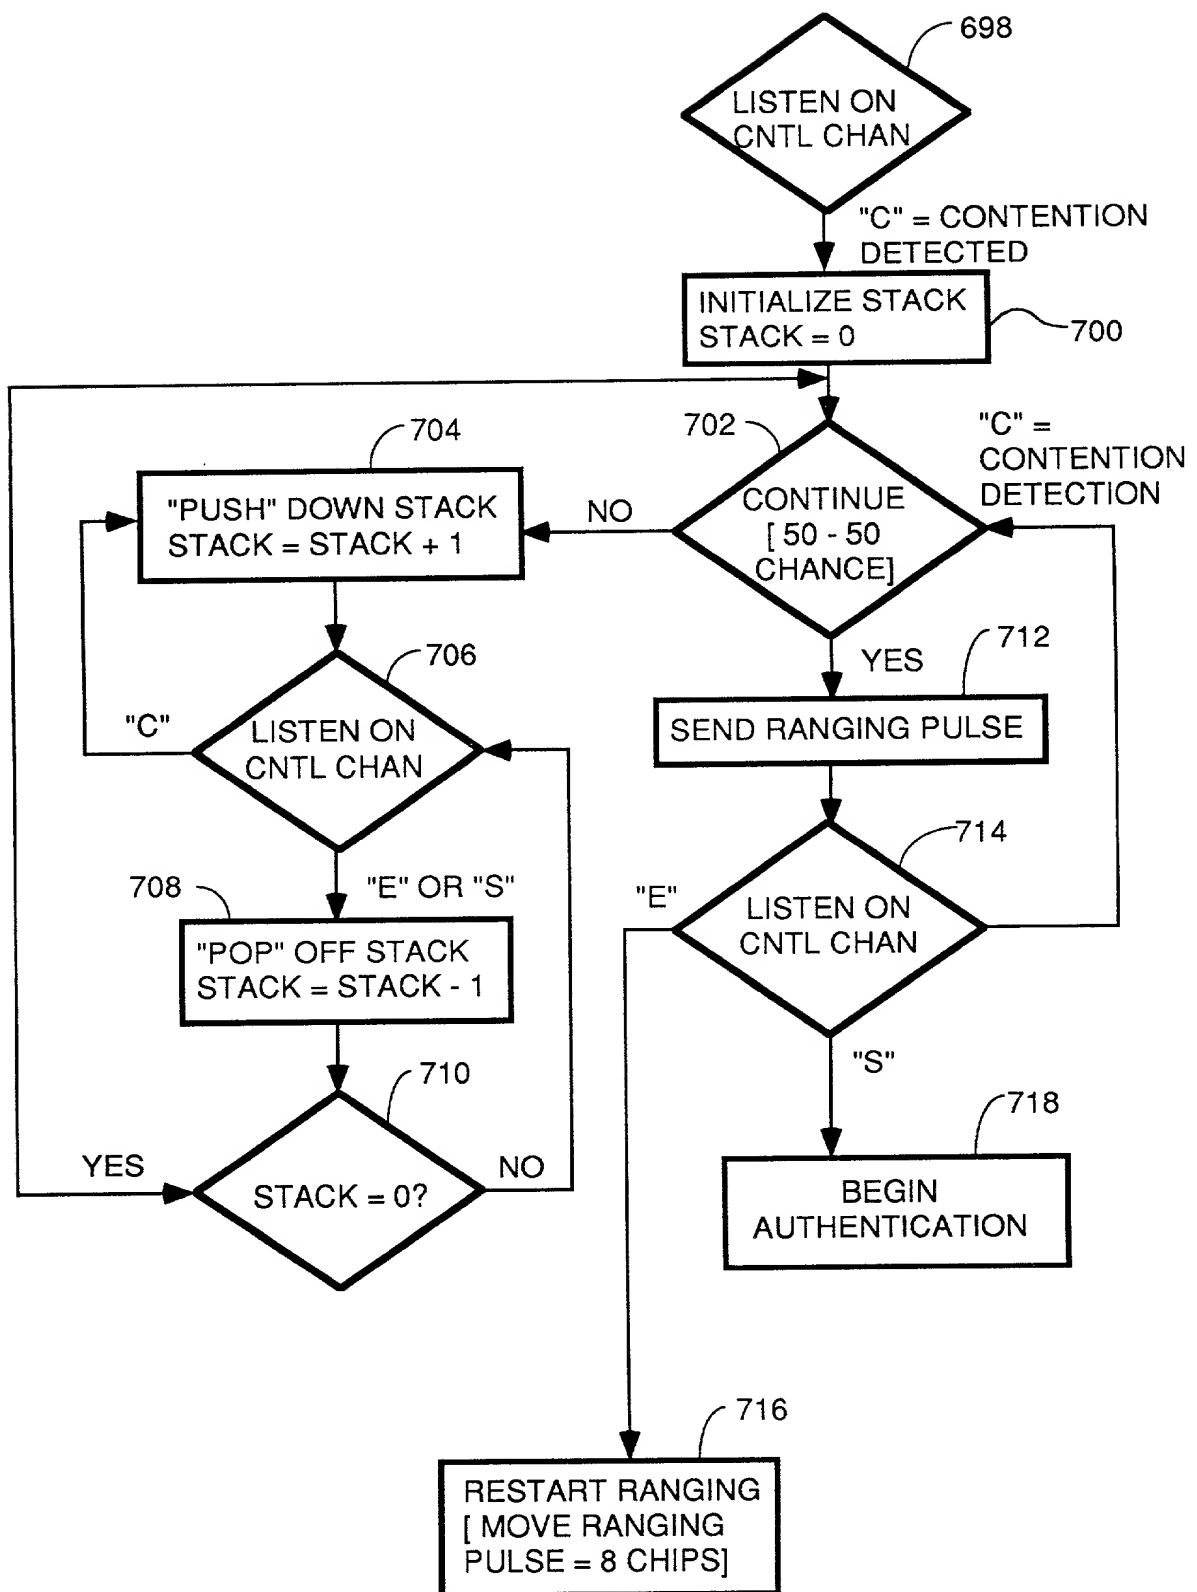 698
LISTEN ON
CNTL CHAN
"C" = CONTENTION
DETECTED
INITIALIZE STACK
STACK = 0
700
704
702
"C" =
CONTENTION
DETECTION
"PUSH" DOWN STACK
STACK = STACK + 1
NO
CONTINUE
[ 50 - 50
CHANCE]
706
YES
712
"C"
LISTEN ON
CNTL CHAN
SEND RANGING PULSE
714
708
"E" OR "S"
"E"
LISTEN ON
CNTL CHAN
"POP" OFF STACK
STACK = STACK - 1
"S"
710
718
YES
NO
STACK = 0?
BEGIN
AUTHENTICATION
716
RESTART RANGING
[ MOVE RANGING
PULSE = 8 CHIPS]